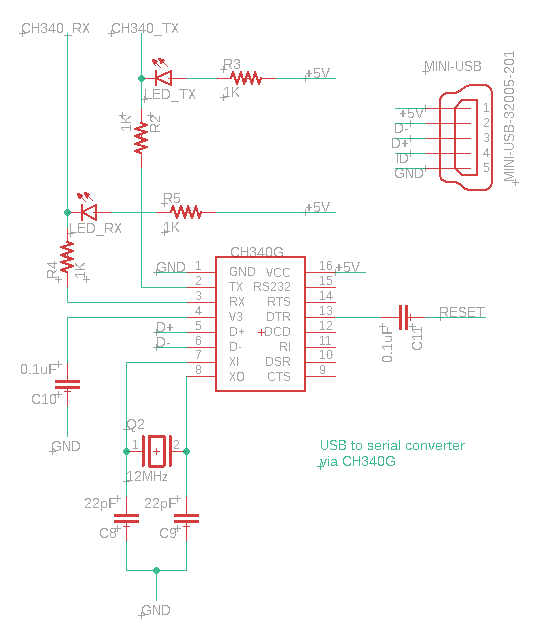 CH340_RX
CH340_TX
R3
+5V
LED_TX
1K
1K
R2
MINI-USB
MINI-USB-32005-201
+5V
1
D-
2
D+
3
ID
4
GND
5
R5
+5V
LED_RX
1K
R4
1K
CH340G
GND
1
GND
VCC
16
+5V
2
TX
RS232
15
3
RX
RTS
14
4
V3
DTR
13
RESET
D+
5
D+
DCD
12
D-
6
D-
RI
11
7
XI
DSR
10
8
XO
CTS
9
0.1uF
C11
0.1uF
C10
GND
Q2
1
2
12MHz
USB to serial converter
via CH340G
22pF
22pF
C8
C9
GND